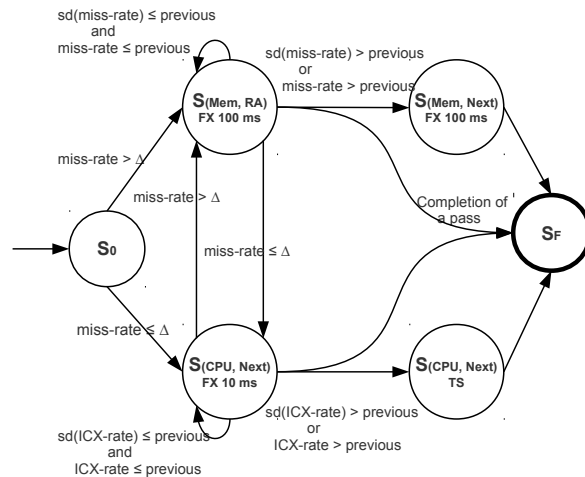 sd(miss-rate) ≤ previous
and
miss-rate ≤ previous
sd(miss-rate) > previous
or
miss-rate > previous
S(Mem, RA)
FX 100 ms
S(Mem, Next)
FX 100 ms
miss-rate > Δ
miss-rate > Δ
Completion of
a pass
S0
miss-rate ≤ Δ
SF
miss-rate ≤ Δ
S(CPU, Next)
FX 10 ms
S(CPU, Next)
TS
sd(ICX-rate) ≤ previous
and
ICX-rate ≤ previous
sd(ICX-rate) > previous
or
ICX-rate > previous